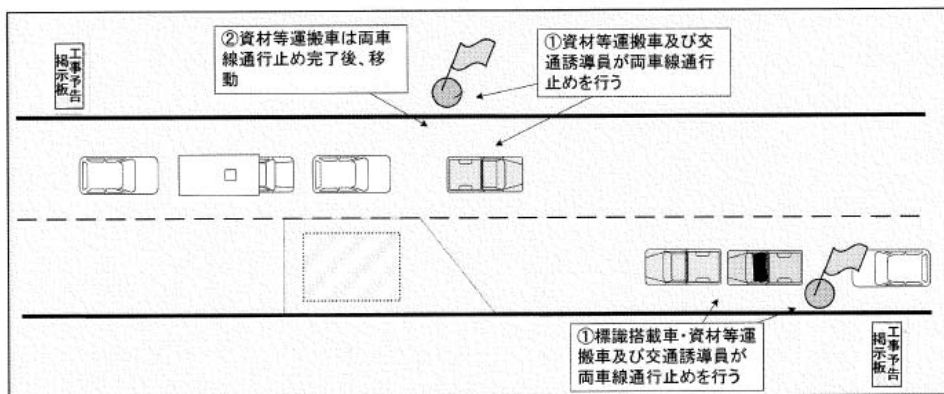 工事予告
掲示板
②資材等運搬車は両車
線通行止め完了後、移
動
①資材等運搬車及び交
通誘導員が両車線通行
止めを行う
①標識搭載車・資材等運
搬車及び交通誘導員が
両車線通行止めを行う
工事予告
掲示板